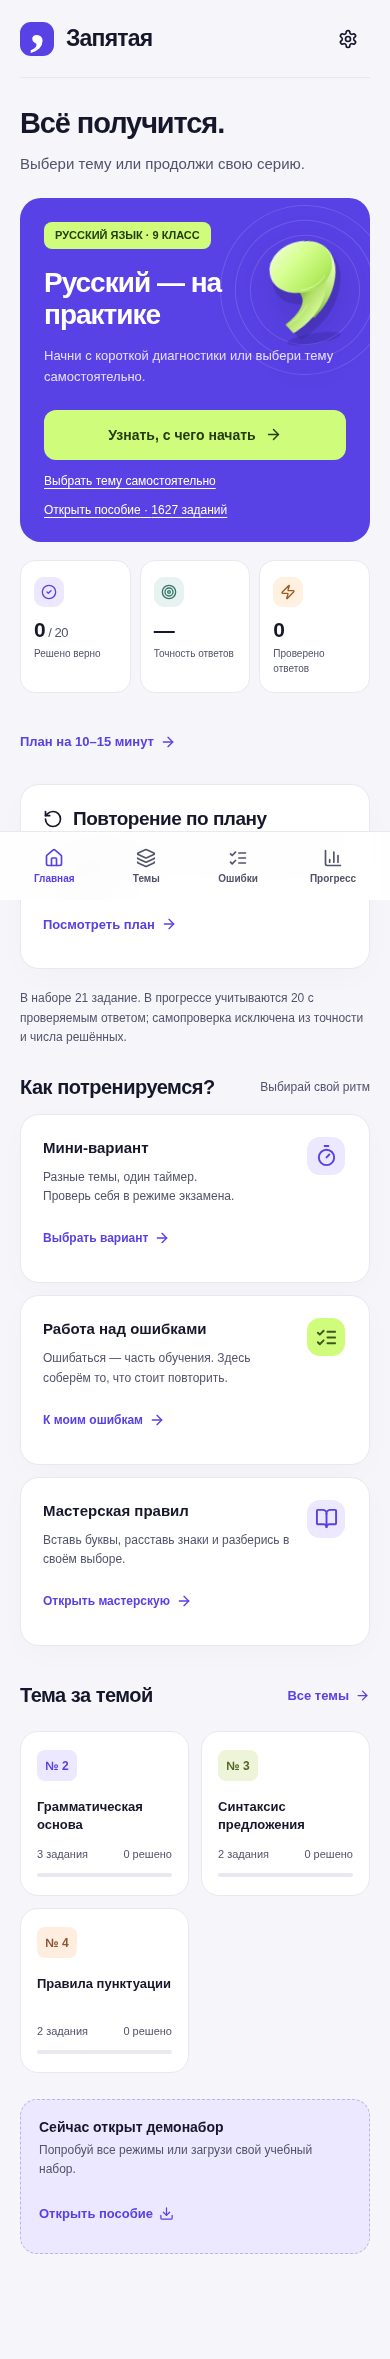 Запятая
Всё получится.
Выбери тему или продолжи свою серию.
РУССКИЙ ЯЗЫК · 9 КЛАСС
Русский — на
практике
Начни с короткой диагностики или выбери тему
самостоятельно.
Узнать, с чего начать
Выбрать тему самостоятельно
Открыть пособие · 1627 заданий
0 / 20
Решено верно
—
Точность ответов
0
Проверено
ответов
План на 10–15 минут
Повторение по плану
Главная
Темы
Ошибки
Прогресс
Посмотреть план
В наборе 21 задание. В прогрессе учитываются 20 с
проверяемым ответом; самопроверка исключена из точности
и числа решённых.
Как потренируемся?
Выбирай свой ритм
Мини-вариант
Разные темы, один таймер.
Проверь себя в режиме экзамена.
Выбрать вариант
Работа над ошибками
Ошибаться — часть обучения. Здесь
соберём то, что стоит повторить.
К моим ошибкам
Мастерская правил
Вставь буквы, расставь знаки и разберись в
своём выборе.
Открыть мастерскую
Тема за темой
Все темы
№ 2
Грамматическая
основа
3 задания
0 решено
№ 3
Синтаксис
предложения
2 задания
0 решено
№ 4
Правила пунктуации
2 задания
0 решено
Сейчас открыт демонабор
Попробуй все режимы или загрузи свой учебный
набор.
Открыть пособие